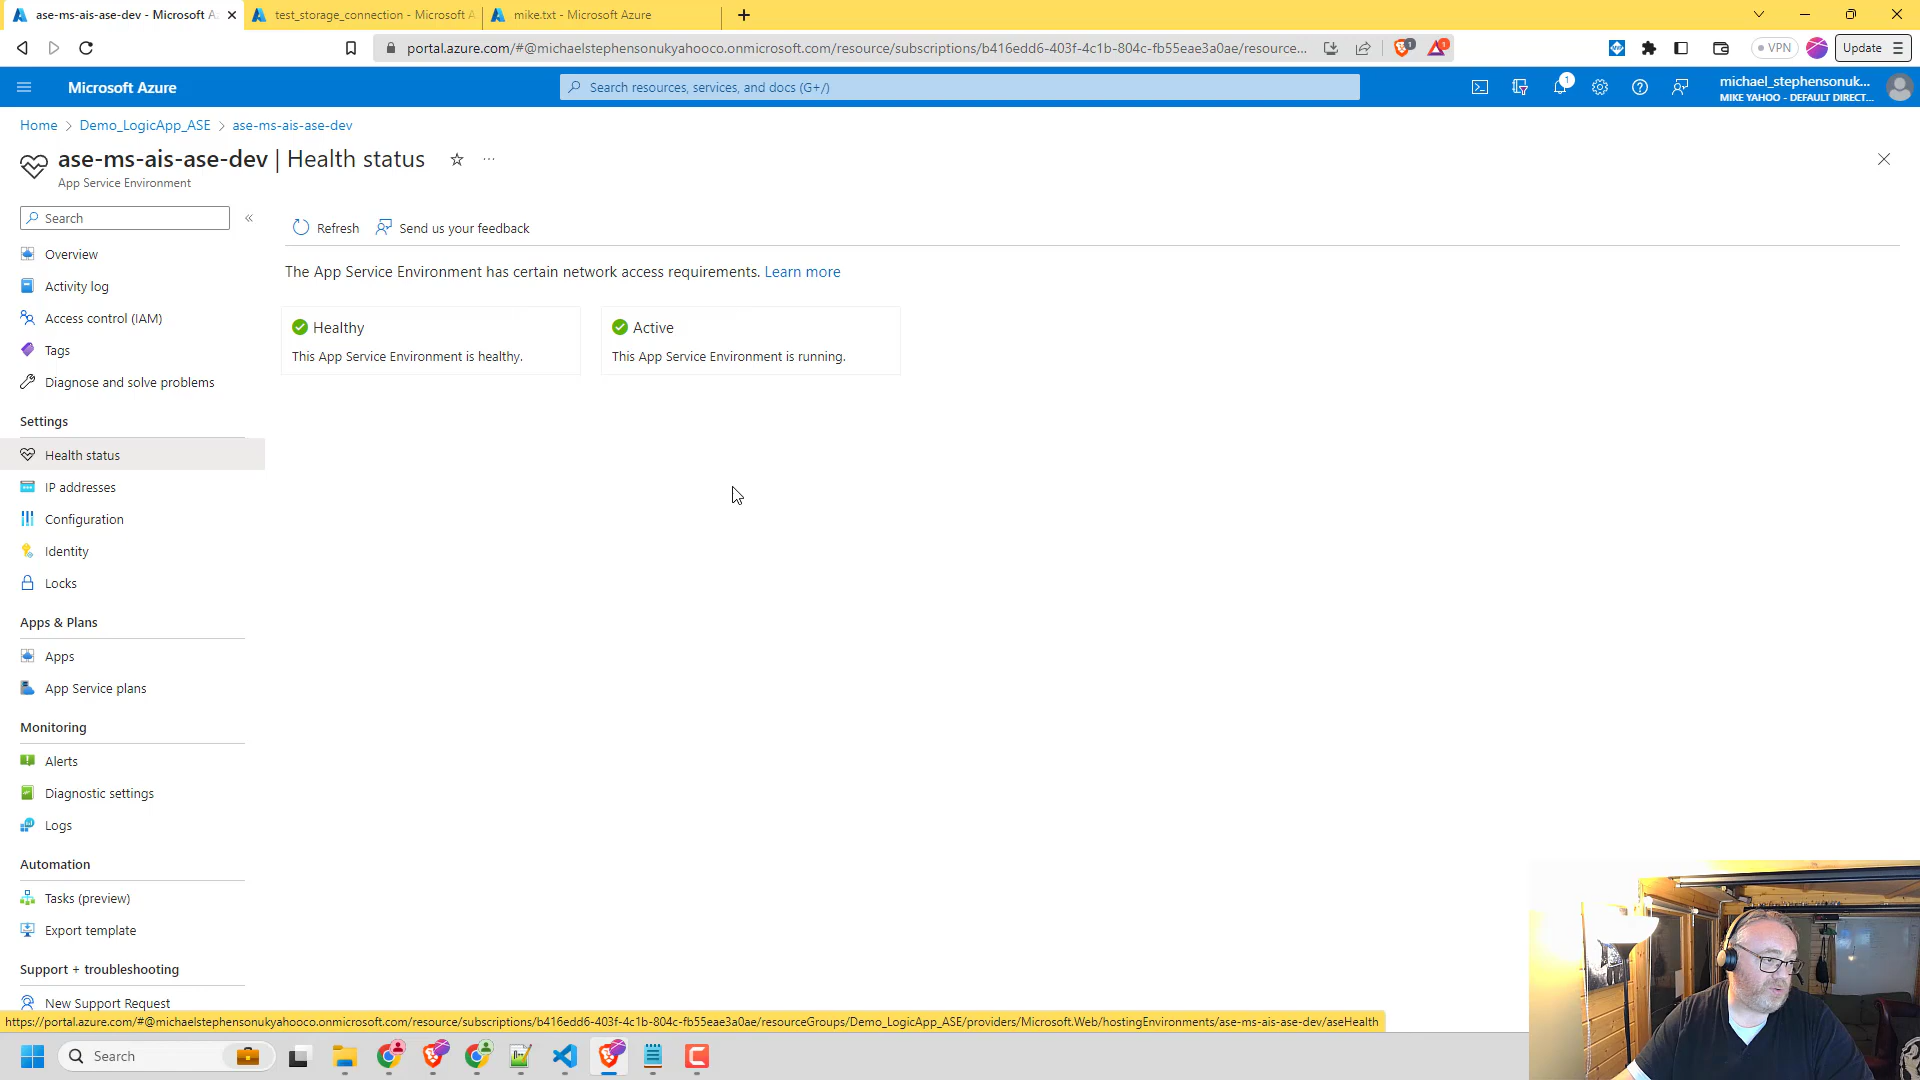 ase-ms-ais-ase-dev - Microsoft A
test_storage_connection - Microsoft A
mike.txt - Microsoft Azure
portal.azure.com/#@michaelstephensonukyahooco.onmicrosoft.com/resource/subscriptions/b416edd6-403f-4c1b-804c-fb55eae3a0ae/resource...
1
1
VPN
Update
Microsoft Azure
Search resources, services, and docs (G+/)
1
michael_stephensonuk...
MIKE YAHOO - DEFAULT DIRECT...
Home > Demo_LogicApp_ASE > ase-ms-ais-ase-dev
ase-ms-ais-ase-dev | Health status
App Service Environment
Search
Refresh
Send us your feedback
The App Service Environment has certain network access requirements. Learn more
Healthy
This App Service Environment is healthy.
Active
This App Service Environment is running.
Overview
Activity log
Access control (IAM)
Tags
Diagnose and solve problems
Settings
Health status
IP addresses
Configuration
Identity
Locks
Apps & Plans
Apps
App Service plans
Monitoring
Alerts
Diagnostic settings
Logs
Automation
Tasks (preview)
Export template
Support + troubleshooting
New Support Request
https://portal.azure.com/#@michaelstephensonukyahooco.onmicrosoft.com/resource/subscriptions/b416edd6-403f-4c1b-804c-fb55eae3a0ae/resourceGroups/Demo_LogicApp_ASE/providers/Microsoft.Web/hostingEnvironments/ase-ms-ais-ase-dev/aseHealth
Search